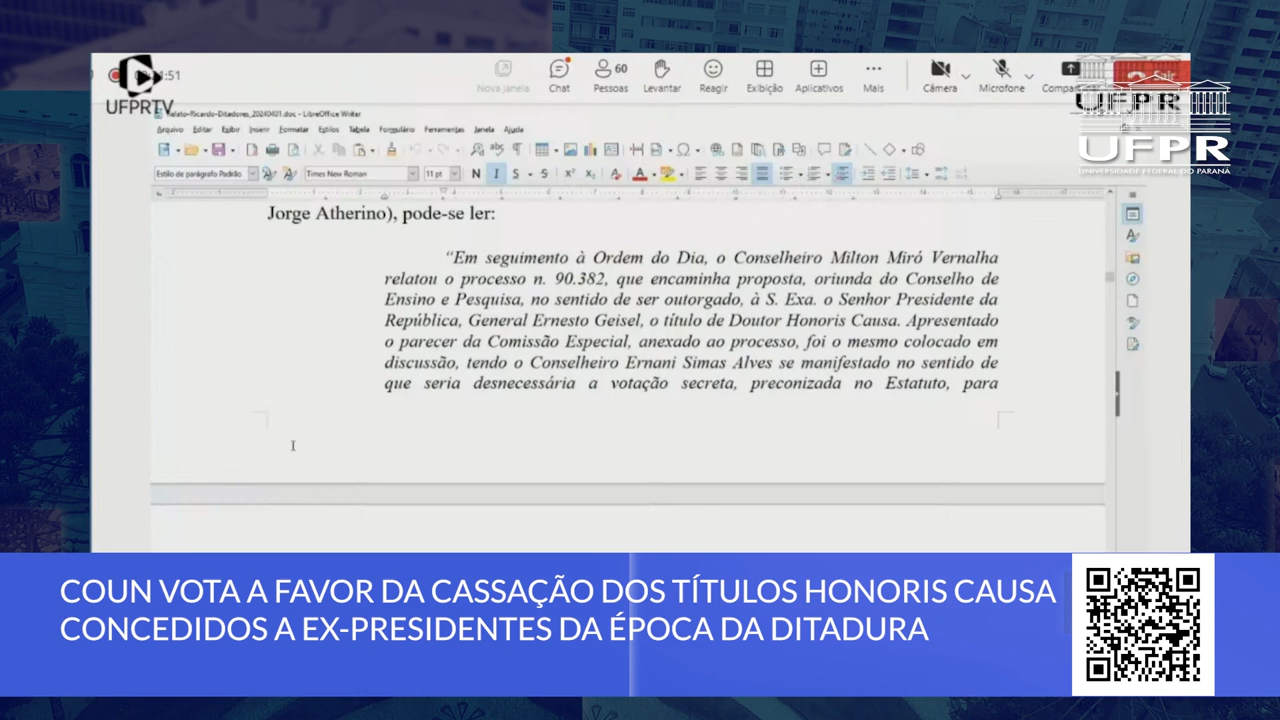 UFPRTV
:51
Nova janela
Chat
60
Pessoas
Levantar
Reagir
Exibição
Aplicativos
Mais
Câmera
Microfone
Sair
UFPR
UFPR
UNIVERSIDADE FEDERAL DO PARANÁ
Relato-Ricardo-Ditadores_20240401.doc - LibreOffice Writer
Arquivo Editar Exibir Inserir Formatar Estilos Tabela Formulário Ferramentas Janela Ajuda
Estilo de parágrafo Padrão Times New Roman 11 pt N I S S
Jorge Atherino), pode-se ler:
“Em seguimento à Ordem do Dia, o Conselheiro Milton Miró Vernalha
relatou o processo n. 90.382, que encaminha proposta, oriunda do Conselho de
Ensino e Pesquisa, no sentido de ser outorgado, à S. Exa. o Senhor Presidente da
República, General Ernesto Geisel, o título de Doutor Honoris Causa. Apresentado
o parecer da Comissão Especial, anexado ao processo, foi o mesmo colocado em
discussão, tendo o Conselheiro Ernani Simas Alves se manifestado no sentido de
que seria desnecessária a votação secreta, preconizada no Estatuto, para
COUN VOTA A FAVOR DA CASSAÇÃO DOS TÍTULOS HONORIS CAUSA
CONCEDIDOS A EX-PRESIDENTES DA ÉPOCA DA DITADURA